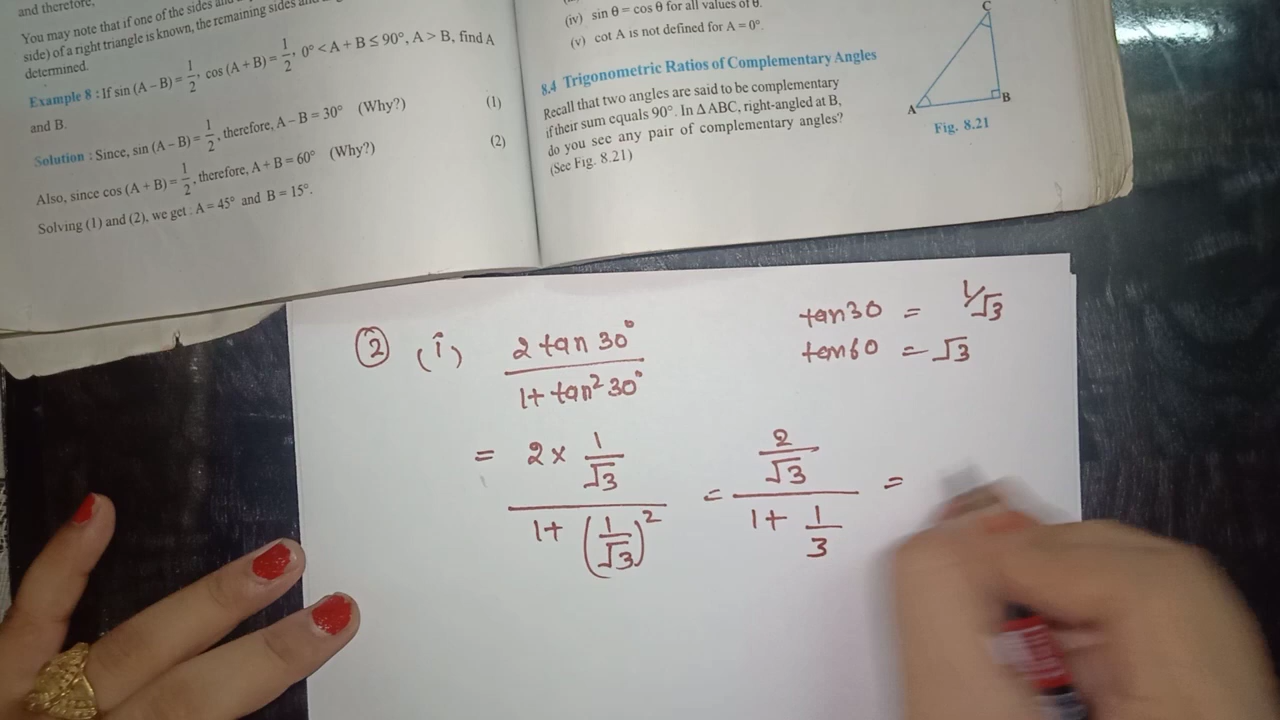 and therefore,
You may note that if one of the sides and
side) of a right triangle is known, the remaining sides and
determined.
Example 8 : If sin (A – B) = 1/2, cos (A + B) = 1/2, 0° < A + B ≤ 90°, A > B, find A
and B.
Solution : Since, sin (A – B) = 1/2, therefore, A – B = 30° (Why?) (1)
Also, since cos (A + B) = 1/2, therefore, A + B = 60° (Why?) (2)
Solving (1) and (2), we get : A = 45° and B = 15°.
(iv) sin θ = cos θ for all values of θ.
(v) cot A is not defined for A = 0°.
8.4 Trigonometric Ratios of Complementary Angles
Recall that two angles are said to be complementary
if their sum equals 90°. In Δ ABC, right-angled at B,
do you see any pair of complementary angles?
(See Fig. 8.21)
C
A
B
Fig. 8.21
tan30 = 1/√3
tan60 = √3
2 (i) 2 tan 30° / 1+ tan² 30°
= 2 × 1/√3 / 1+ (1/√3)² = 2/√3 / 1+ 1/3 =